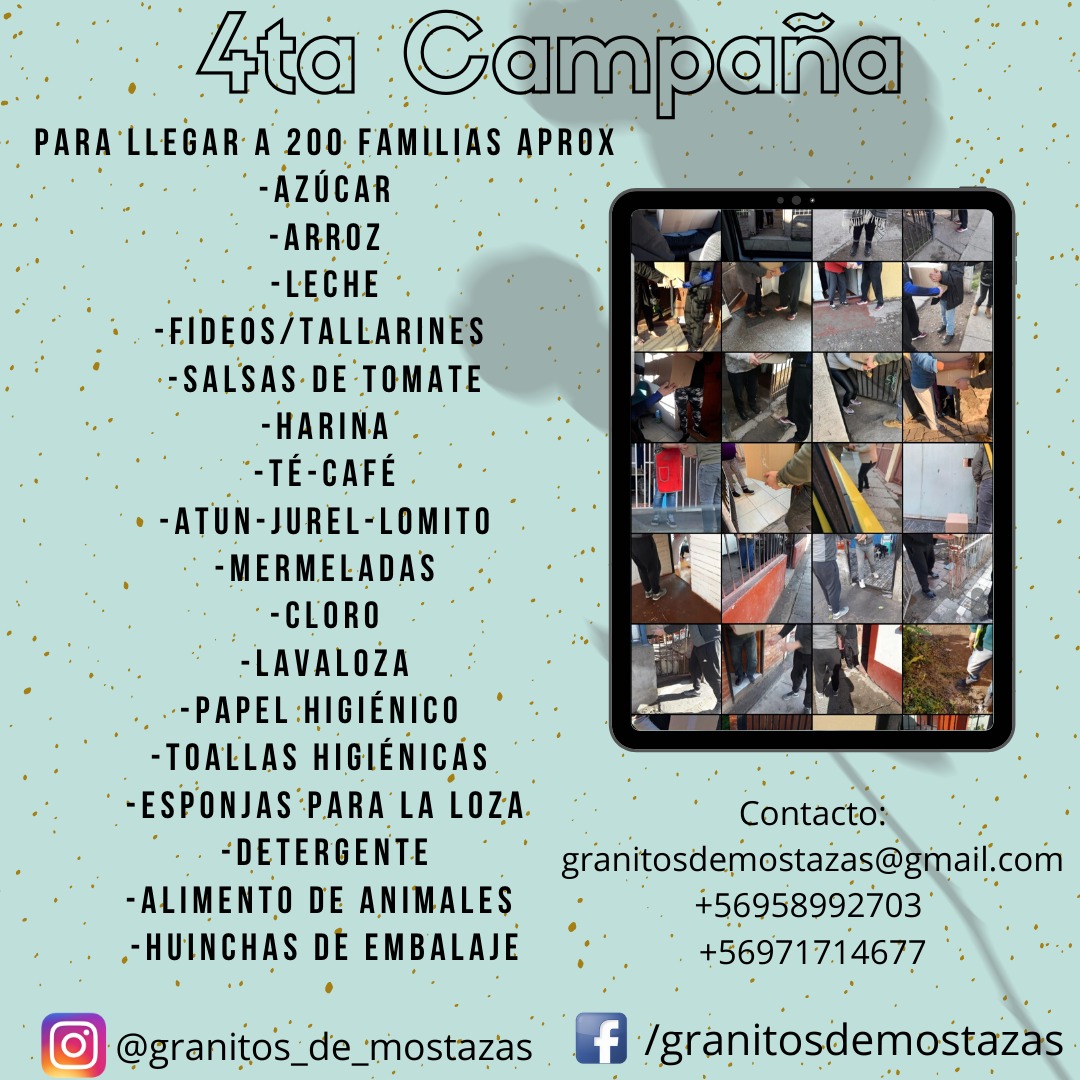 4ta Campaña
PARA LLEGAR A 200 FAMILIAS APROX
-AZÚCAR
-ARROZ
-LECHE
-FIDEOS/TALLARINES
-SALSAS DE TOMATE
-HARINA
-TÉ-CAFÉ
-ATUN-JUREL-LOMITO
-MERMELADAS
-CLORO
-LAVALOZA
-PAPEL HIGIÉNICO
-TOALLAS HIGIÉNICAS
-ESPONJAS PARA LA LOZA
-DETERGENTE
-ALIMENTO DE ANIMALES
-HUINCHAS DE EMBALAJE
Contacto:
granitosdemostazas@gmail.com
+56958992703
+56971714677
@granitos_de_mostazas
/granitosdemostazas